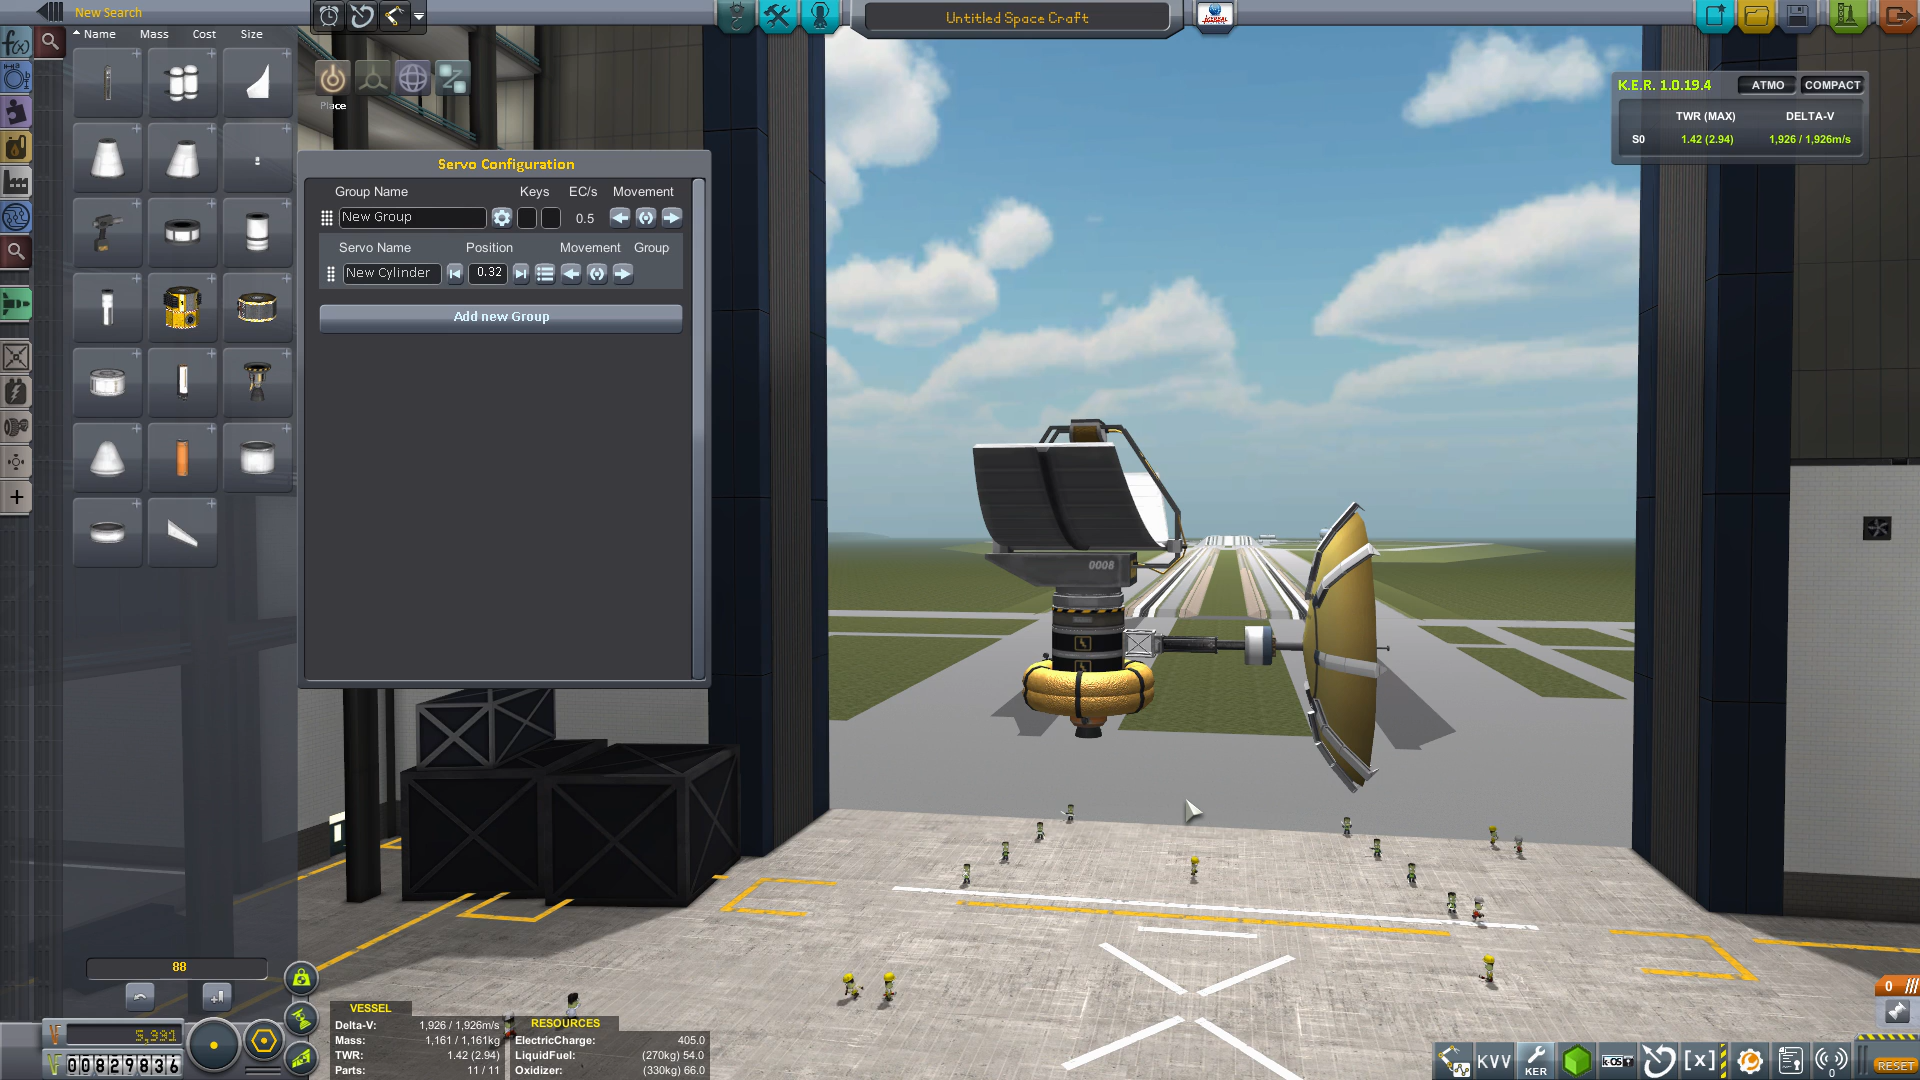 New Search
Name Mass Cost Size
Place
Untitled Space Craft
K.E.R. 1.0.19.4 ATMO COMPACT
TWR (MAX) DELTA-V
S0 1.42 (2.94) 1,926 / 1,926m/s
Servo Configuration
Group Name Keys EC/s Movement
New Group 0.5
Servo Name Position Movement Group
New Cylinder 0.32
Add new Group
0008
88
5,991
00829836
VESSEL
Delta-V: 1,926 / 1,926m/s
Mass: 1,161 / 1,161kg
TWR: 1.42 (2.94)
Parts: 11 / 11
RESOURCES
ElectricCharge: 405.0
LiquidFuel: (270kg) 54.0
Oxidizer: (330kg) 66.0
0
KVV
KER
kOS
[x]
0
RESET